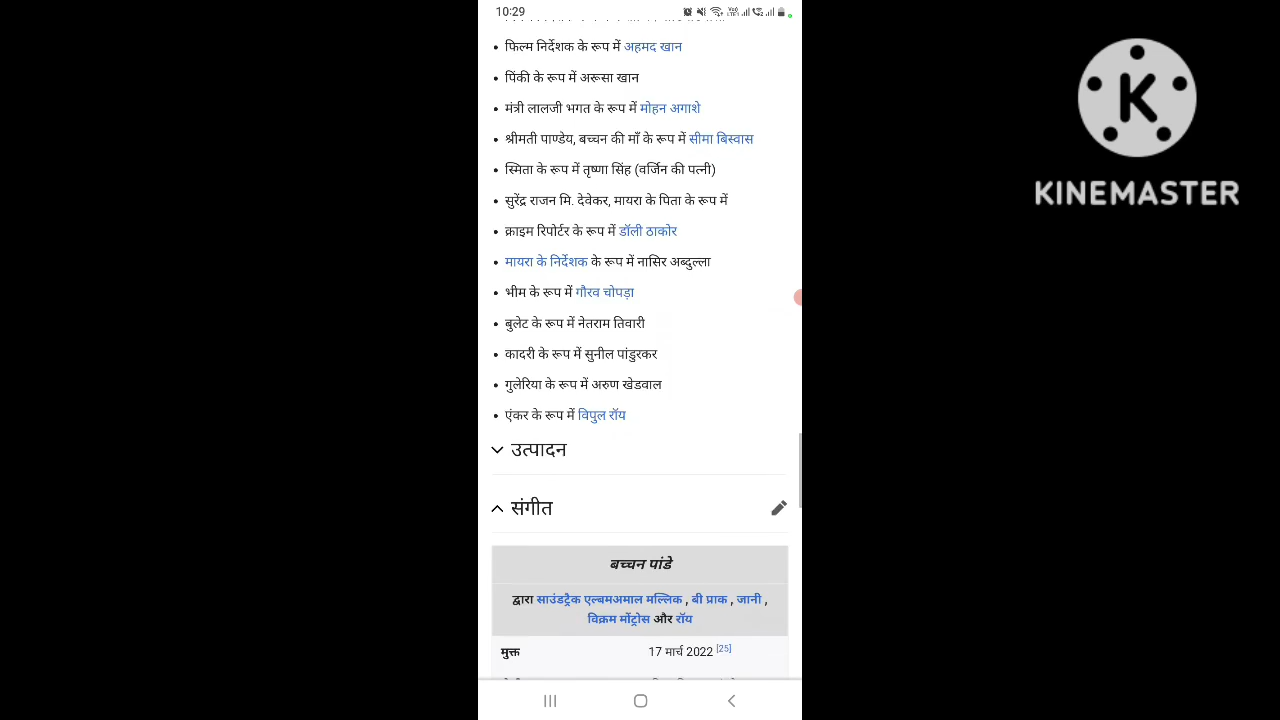 10:29
KINEMASTER
• फिल्म निर्देशक के रूप में अहमद खान
• पिंकी के रूप में अरूसा खान
• मंत्री लालजी भगत के रूप में मोहन अगाशे
• श्रीमती पाण्डेय, बच्चन की माँ के रूप में सीमा बिस्वास
• स्मिता के रूप में तृष्णा सिंह (वर्जिन की पत्नी)
• सुरेंद्र राजन मि. देवेकर, मायरा के पिता के रूप में
• क्राइम रिपोर्टर के रूप में डॉली ठाकोर
• मायरा के निर्देशक के रूप में नासिर अब्दुल्ला
• भीम के रूप में गौरव चोपड़ा
• बुलेट के रूप में नेतराम तिवारी
• कादरी के रूप में सुनील पांडुरकर
• गुलेरिया के रूप में अरुण खेडवाल
• एंकर के रूप में विपुल रॉय
उत्पादन
संगीत
बच्चन पांडे
द्वारा साउंडट्रैक एल्बमअमाल मल्लिक , बी प्राक , जानी ,
विक्रम मोंट्रोस और रॉय
मुक्त 17 मार्च 2022 [25]